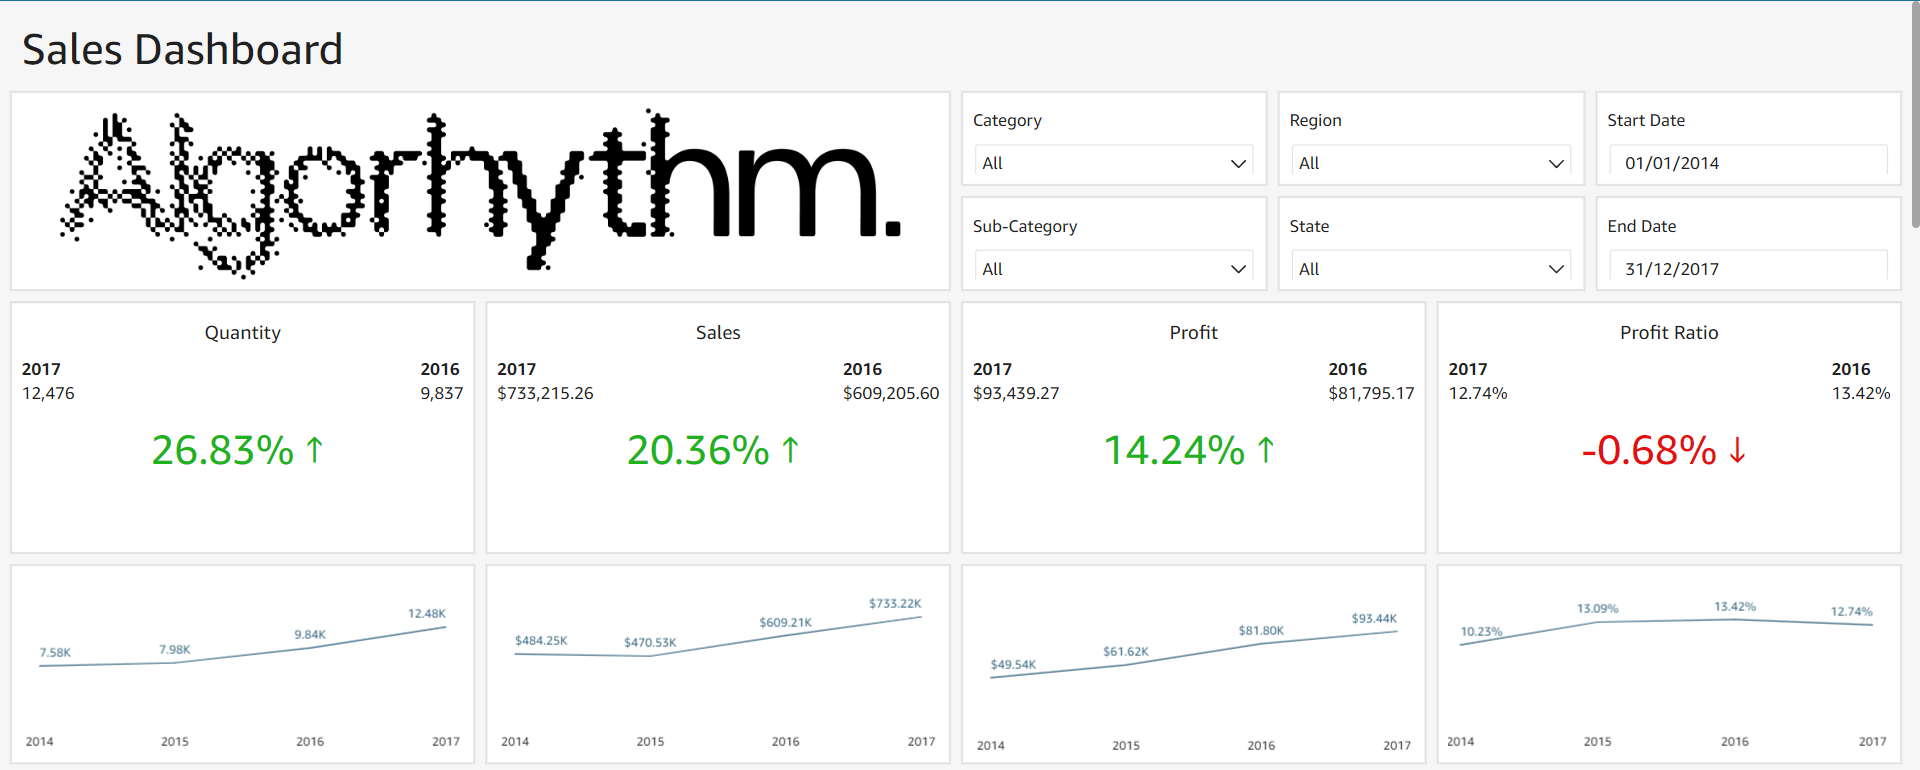 Sales Dashboard
Algorhythm.
Category
All
Region
All
Start Date
01/01/2014
Sub-Category
All
State
All
End Date
31/12/2017
Quantity
2017 2016
12,476 9,837
26.83% ↑
Sales
2017 2016
$733,215.26 $609,205.60
20.36% ↑
Profit
2017 2016
$93,439.27 $81,795.17
14.24% ↑
Profit Ratio
2017 2016
12.74% 13.42%
-0.68% ↓
7.58K 7.98K 9.84K 12.48K
2014 2015 2016 2017
$484.25K $470.53K $609.21K $733.22K
2014 2015 2016 2017
$49.54K $61.62K $81.80K $93.44K
2014 2015 2016 2017
10.23% 13.09% 13.42% 12.74%
2014 2015 2016 2017